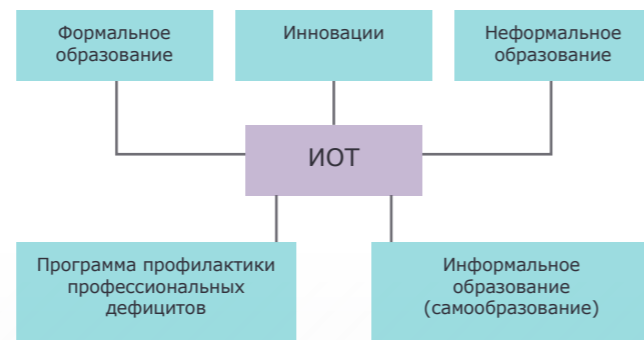 Формальное
образование
Инновации
Неформальное
образование
ИОТ
Программа профилактики
профессиональных
дефицитов
Информальное
образование
(самообразование)